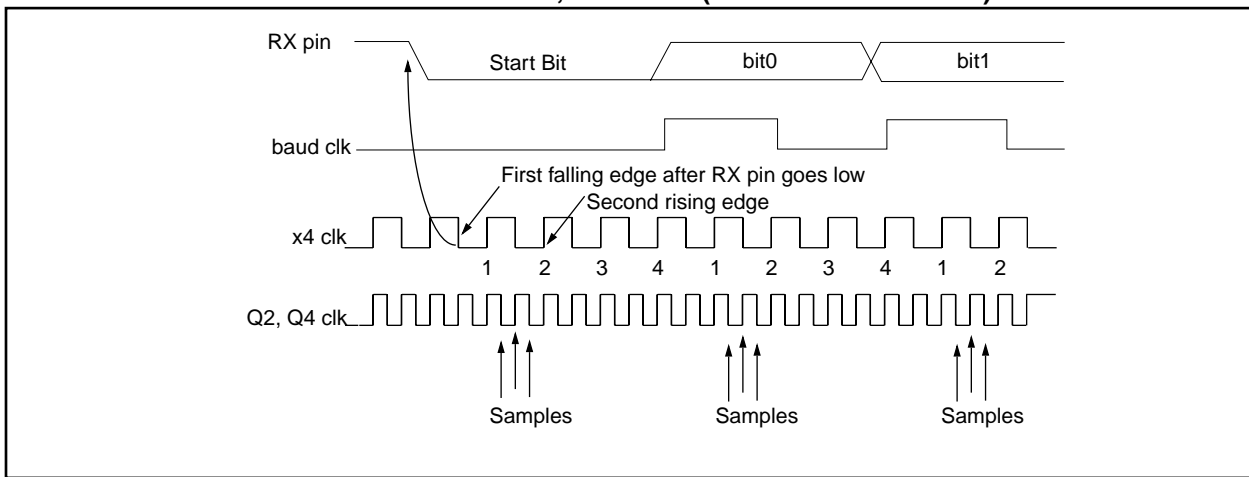 RX pin
Start Bit
bit0
bit1
baud clk
First falling edge after RX pin goes low
Second rising edge
x4 clk
1 2 3 4 1 2 3 4 1 2
Q2, Q4 clk
Samples Samples Samples